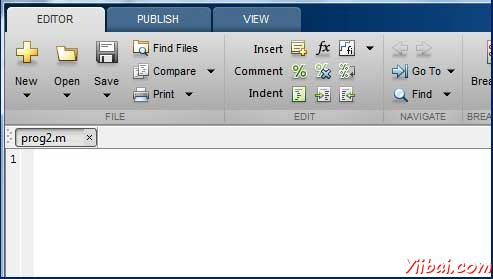 EDITOR PUBLISH VIEW
New Open Save
Find Files
Compare
Print
Insert fx fi
Comment % % %
Indent
Go To
Find
Brea
FILE EDIT NAVIGATE BREA
prog2.m ×
1
Yiibai.com